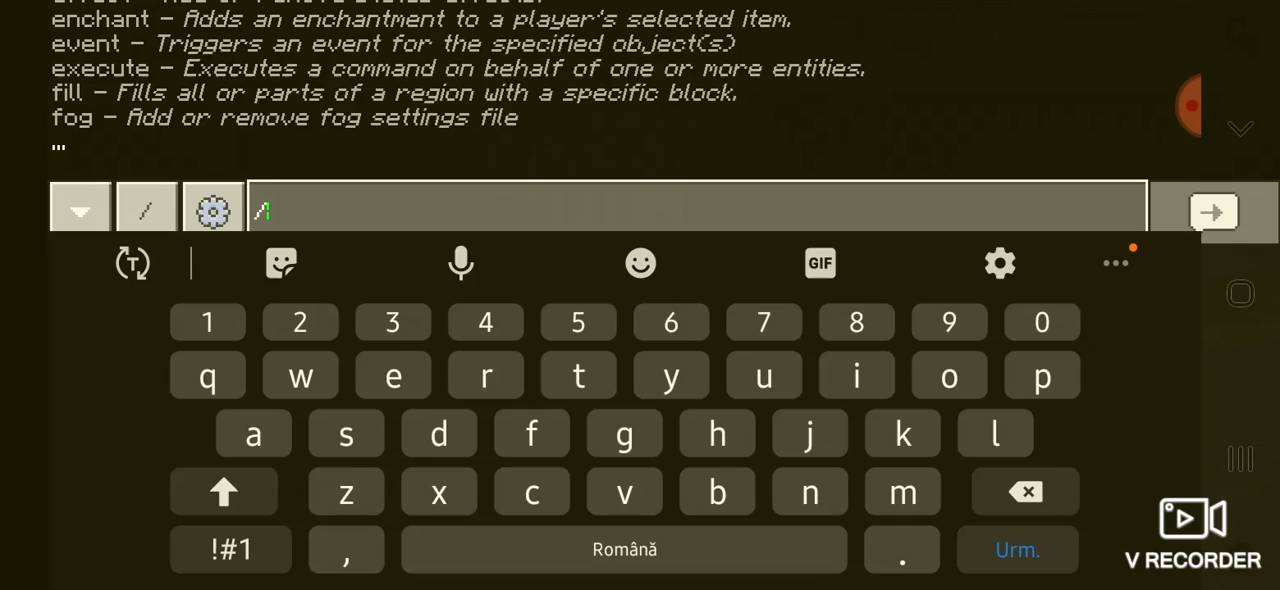 enchant – Adds an enchantment to a player's selected item.
event – Triggers an event for the specified object(s)
execute – Executes a command on behalf of one or more entities.
fill – Fills all or parts of a region with a specific block.
fog – Add or remove fog settings file
...
/
/
T
GIF
1 2 3 4 5 6 7 8 9 0
q w e r t y u i o p
a s d f g h j k l
z x c v b n m
!#1 , Română . Urm.
V RECORDER